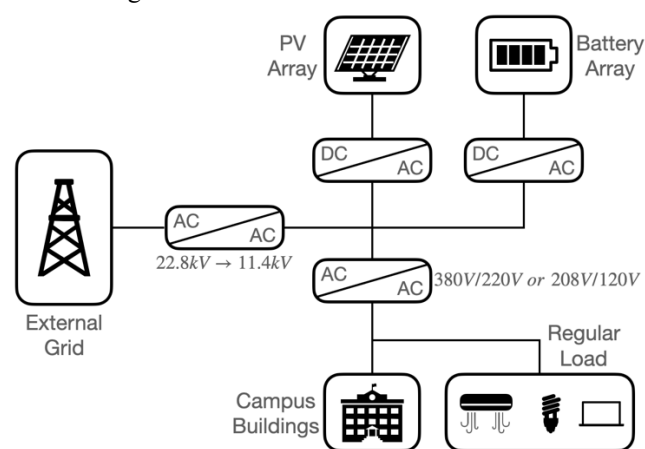 PV
Array
Battery
Array
DC
AC
DC
AC
AC
AC
22.8kV → 11.4kV
AC
AC
380V/220V or 208V/120V
External
Grid
Regular
Load
Campus
Buildings